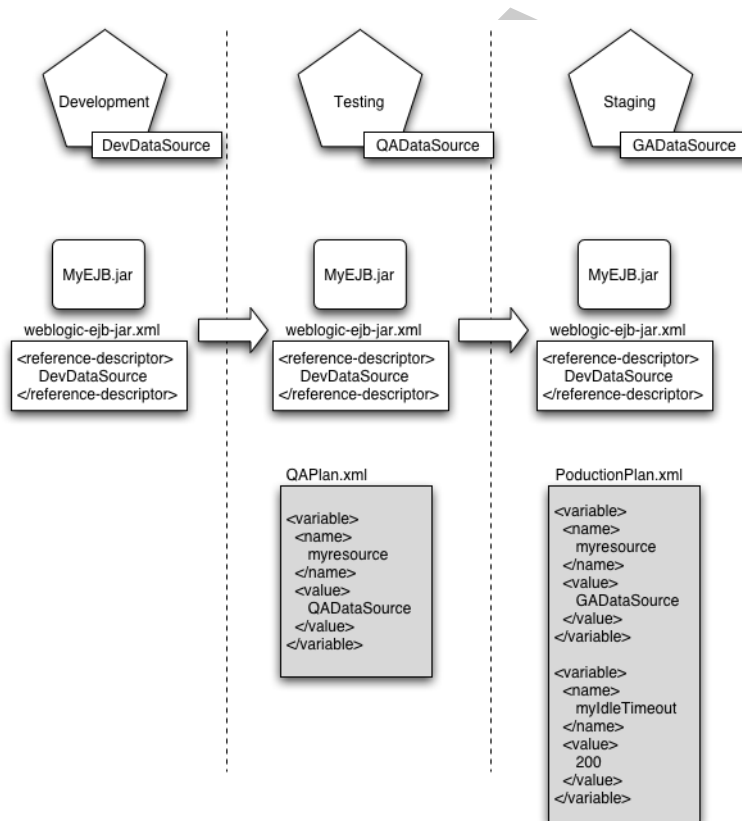 Development
DevDataSource
Testing
QADataSource
Staging
GADataSource
MyEJB.jar
MyEJB.jar
MyEJB.jar
weblogic-ejb-jar.xml
<reference-descriptor>
DevDataSource
</reference-descriptor>
weblogic-ejb-jar.xml
<reference-descriptor>
DevDataSource
</reference-descriptor>
weblogic-ejb-jar.xml
<reference-descriptor>
DevDataSource
</reference-descriptor>
QAPlan.xml
<variable>
<name>
myresource
</name>
<value>
QADataSource
</value>
</variable>
PoductionPlan.xml
<variable>
<name>
myresource
</name>
<value>
GADataSource
</value>
</variable>
<variable>
<name>
myIdleTimeout
</name>
<value>
200
</value>
</variable>